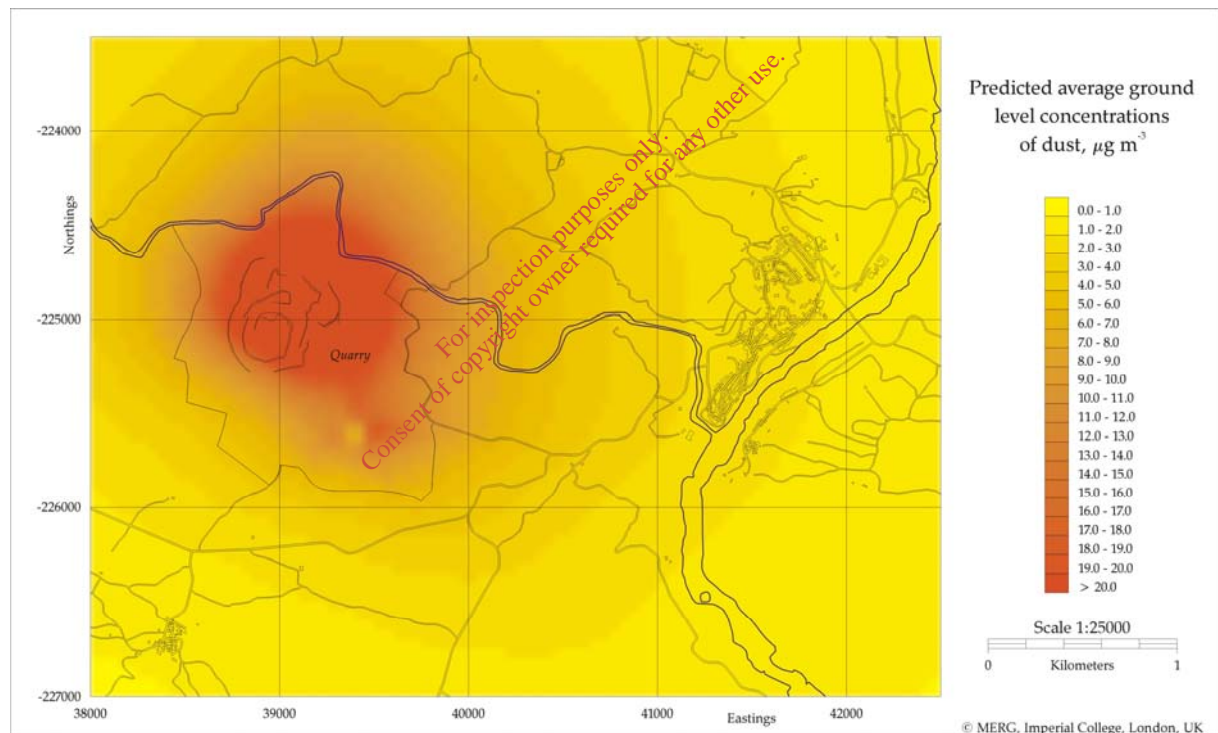 -224000
-225000
-226000
-227000
Northings
38000
39000
40000
41000
42000
Eastings
Quarry
For inspection purposes only.
Consent of copyright owner required for any other use.
Predicted average ground
level concentrations
of dust, µg m⁻³
0.0 - 1.0
1.0 - 2.0
2.0 - 3.0
3.0 - 4.0
4.0 - 5.0
5.0 - 6.0
6.0 - 7.0
7.0 - 8.0
8.0 - 9.0
9.0 - 10.0
10.0 - 11.0
11.0 - 12.0
12.0 - 13.0
13.0 - 14.0
14.0 - 15.0
15.0 - 16.0
16.0 - 17.0
17.0 - 18.0
18.0 - 19.0
19.0 - 20.0
> 20.0
Scale 1:25000
0 Kilometers 1
© MERG, Imperial College, London, UK